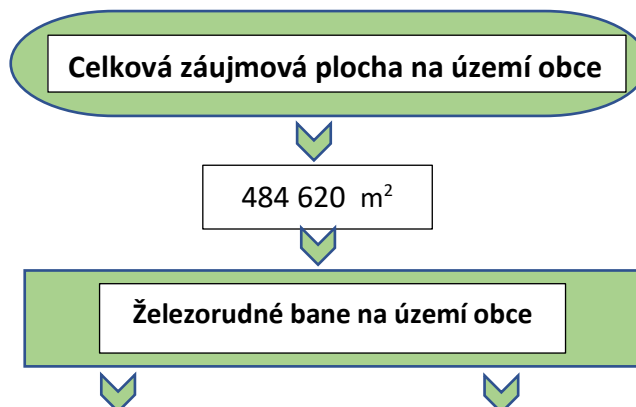 Celková záujmová plocha na území obce
484 620 m²
Železorudné bane na území obce